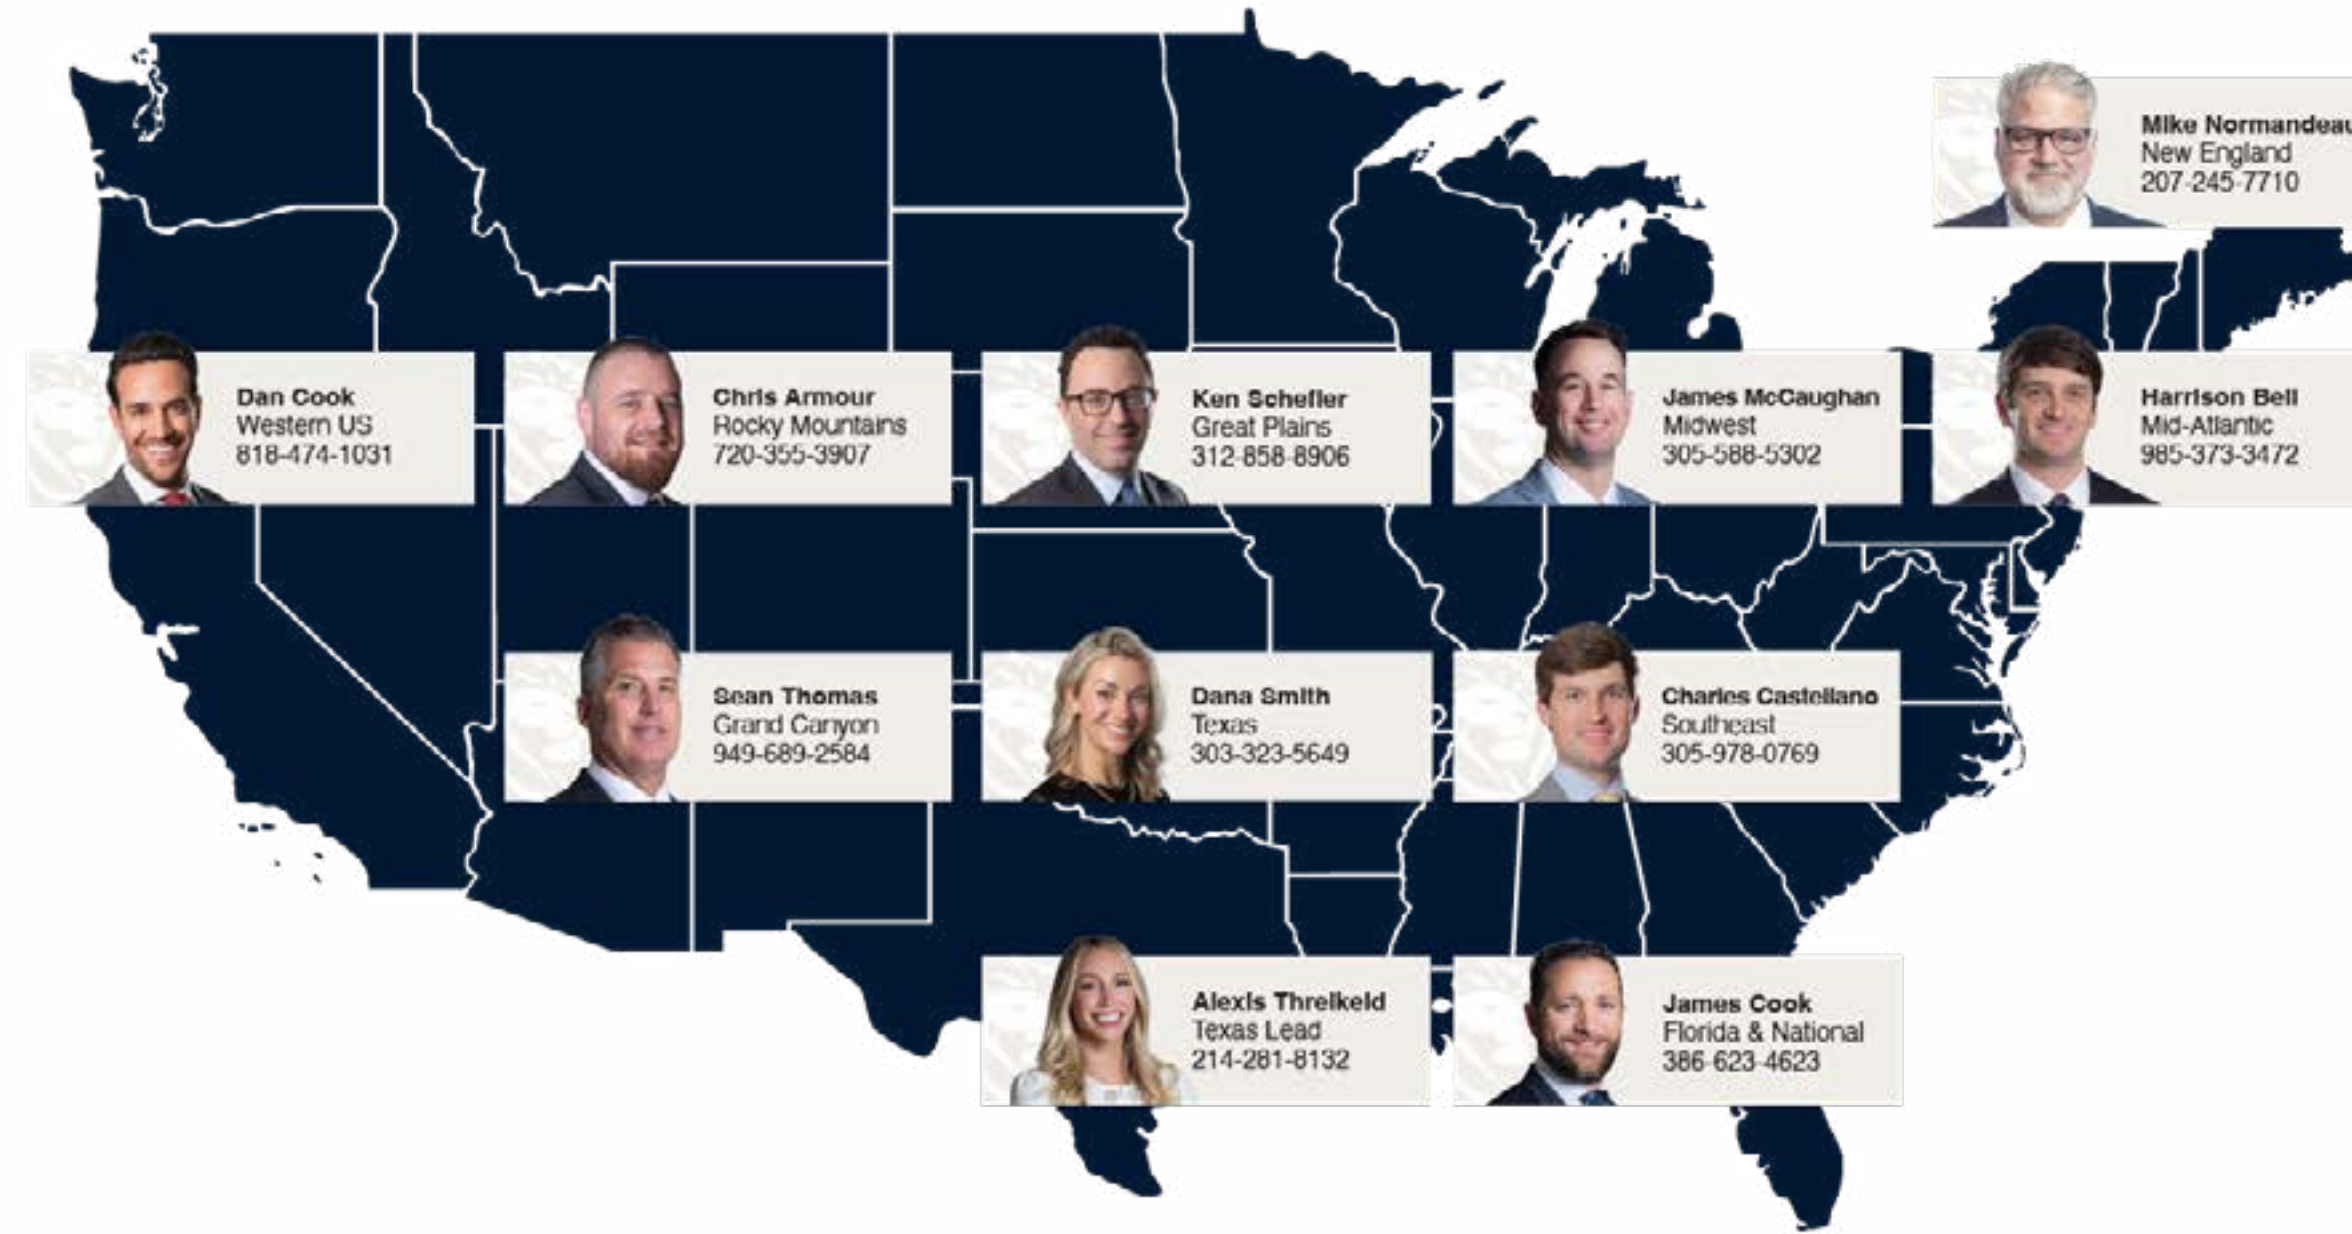 Mike Normandeau
New England
207-245-7710
Dan Cook
Western US
818-474-1031
Chris Armour
Rocky Mountains
720-355-3907
Ken Schefler
Great Plains
312-858-8906
James McCaughan
Midwest
305-588-5302
Harrison Bell
Mid-Atlantic
985-373-3472
Sean Thomas
Grand Canyon
949-689-2584
Dana Smith
Texas
303-323-5649
Charles Castellano
Southeast
305-978-0769
Alexis Threlkeld
Texas Lead
214-281-8132
James Cook
Florida & National
386-623-4623